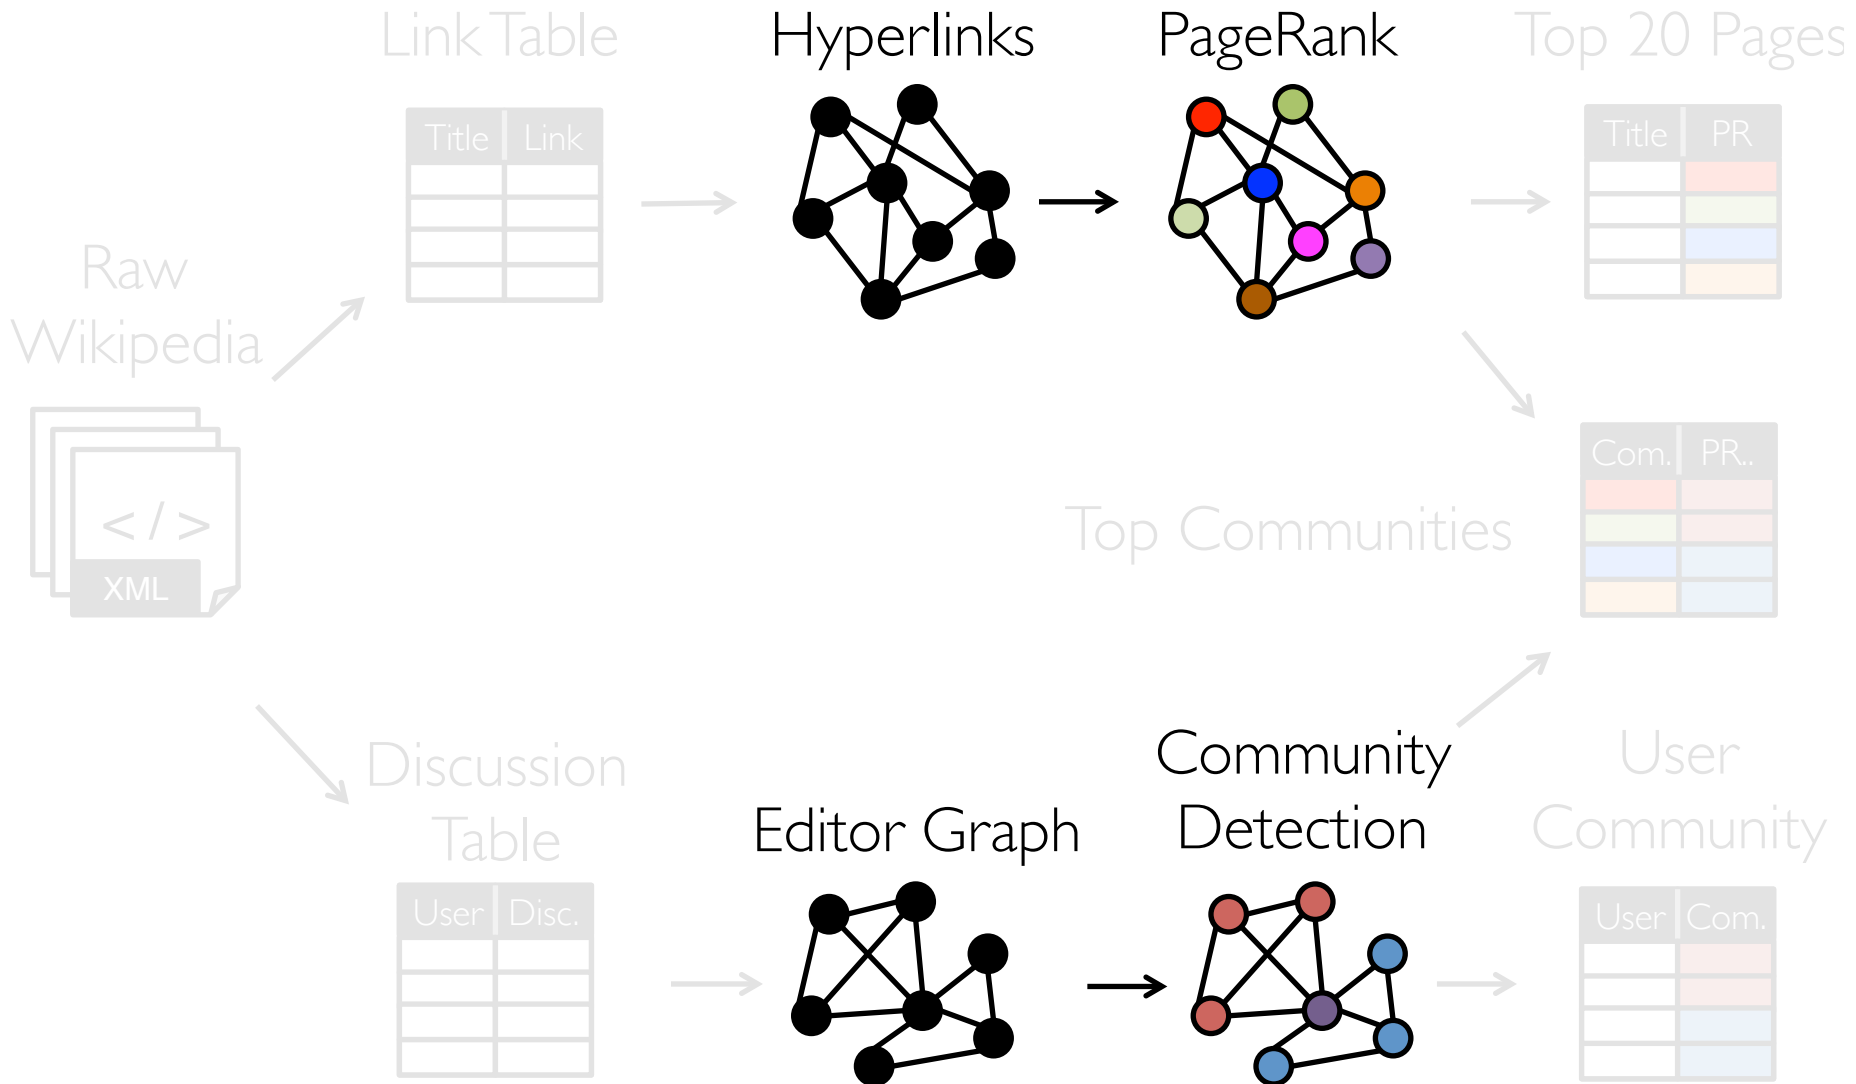 Link Table
Hyperlinks
PageRank
Top 20 Pages
Title Link
Title PR
Raw
Wikipedia
Com. PR..
</>
XML
Top Communities
Discussion
Table
Editor Graph
Community
Detection
User
Community
User Disc.
User Com.